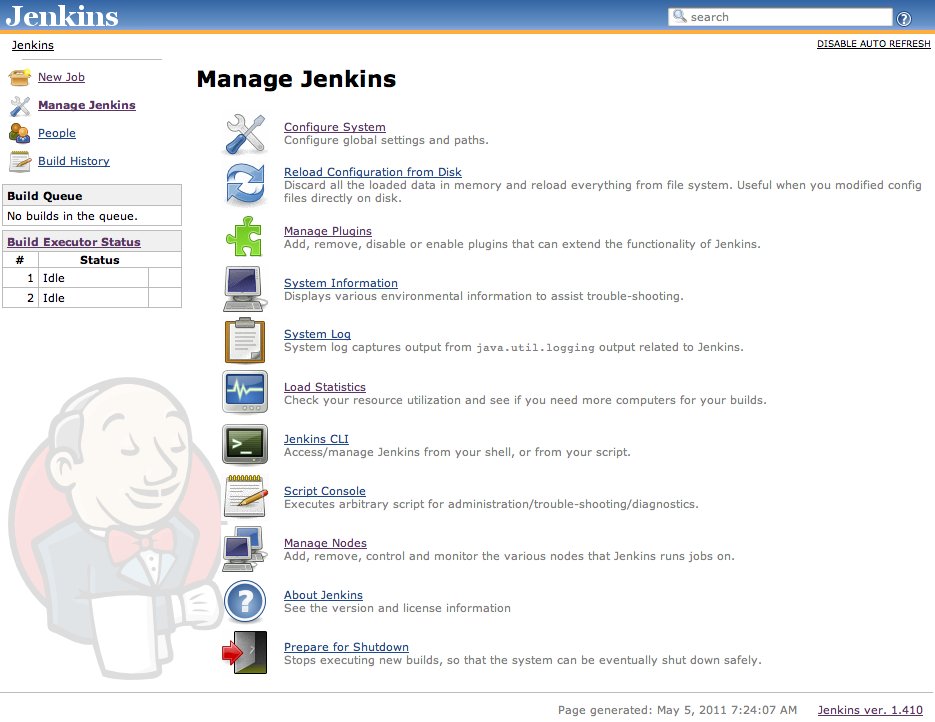 Jenkins
search
?
Jenkins
DISABLE AUTO REFRESH
New Job
Manage Jenkins
People
Build History
Build Queue
No builds in the queue.
Build Executor Status
# Status
1 Idle
2 Idle
Manage Jenkins
Configure System
Configure global settings and paths.
Reload Configuration from Disk
Discard all the loaded data in memory and reload everything from file system. Useful when you modified config
files directly on disk.
Manage Plugins
Add, remove, disable or enable plugins that can extend the functionality of Jenkins.
System Information
Displays various environmental information to assist trouble-shooting.
System Log
System log captures output from java.util.logging output related to Jenkins.
Load Statistics
Check your resource utilization and see if you need more computers for your builds.
>_
Jenkins CLI
Access/manage Jenkins from your shell, or from your script.
Script Console
Executes arbitrary script for administration/trouble-shooting/diagnostics.
Manage Nodes
Add, remove, control and monitor the various nodes that Jenkins runs jobs on.
?
About Jenkins
See the version and license information
Prepare for Shutdown
Stops executing new builds, so that the system can be eventually shut down safely.
Page generated: May 5, 2011 7:24:07 AM Jenkins ver. 1.410